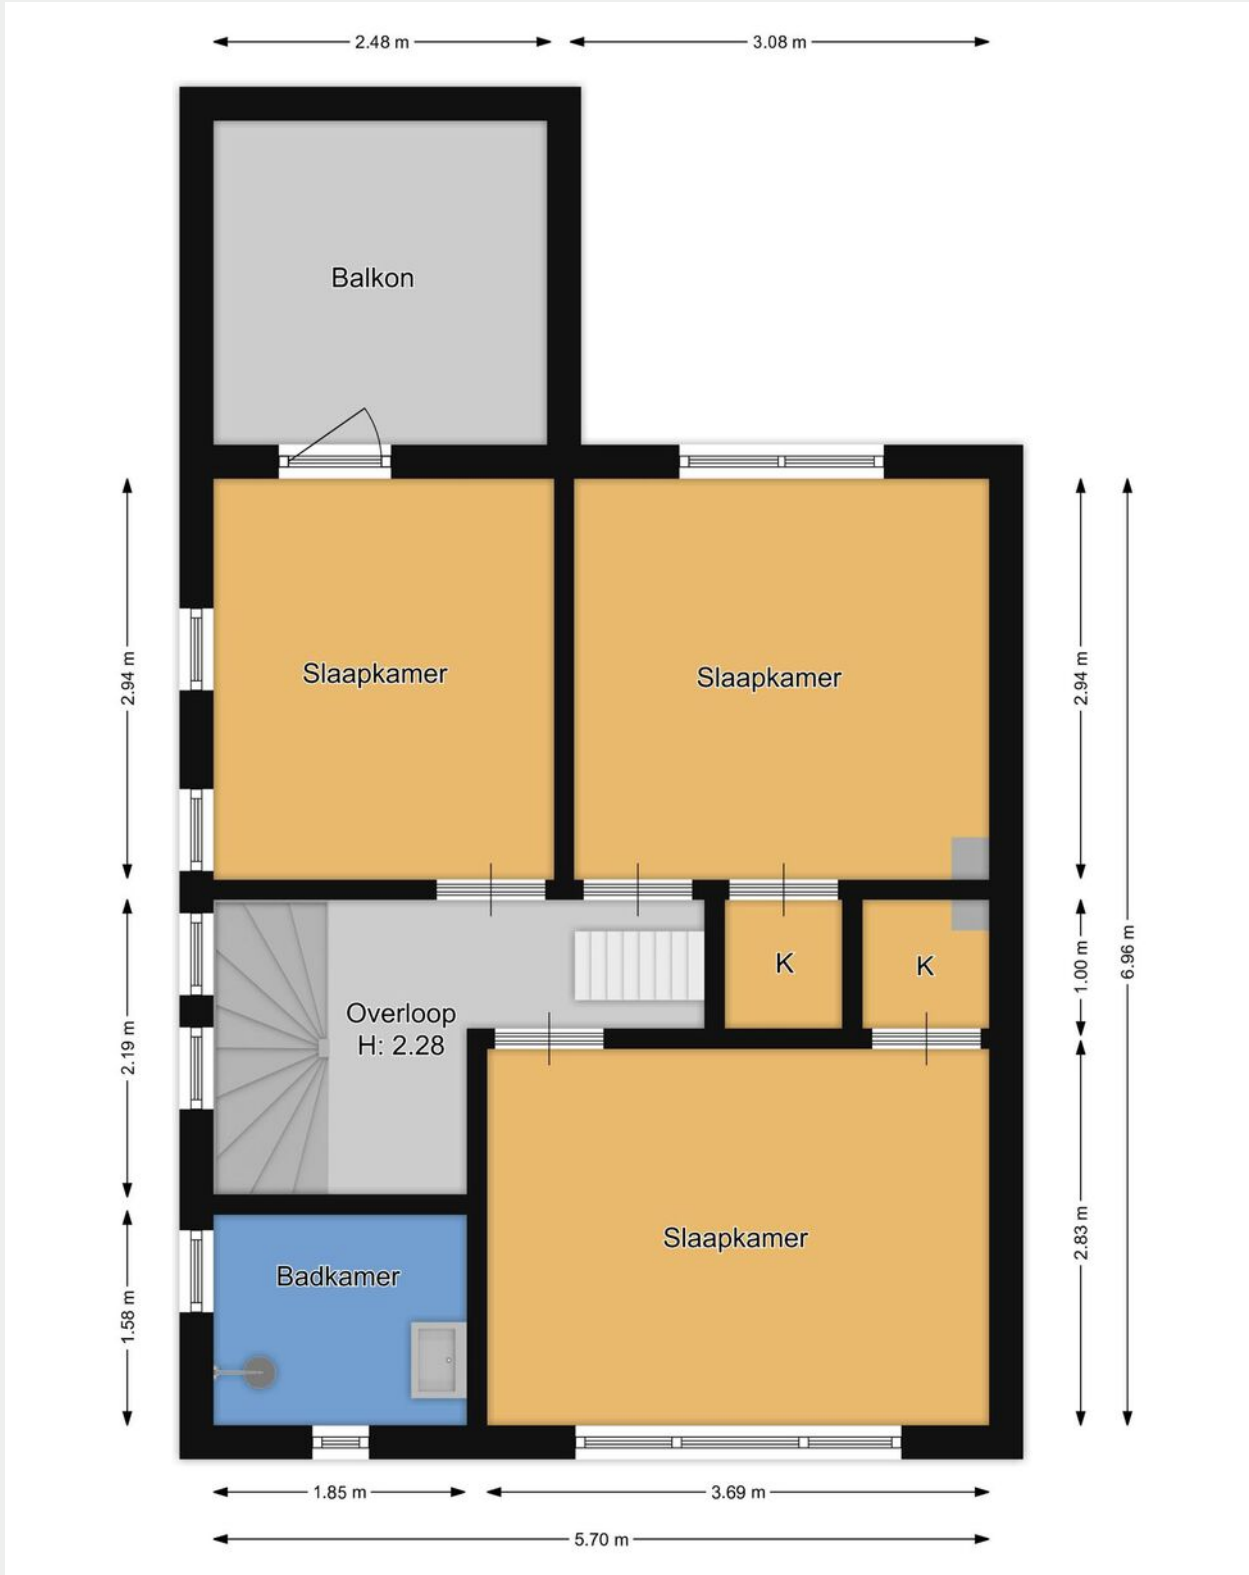 2.48 m
3.08 m
Balkon
Slaapkamer
Slaapkamer
2.94 m
2.94 m
K
K
1.00 m
6.96 m
Overloop
H: 2.28
2.19 m
Slaapkamer
2.83 m
Badkamer
1.58 m
1.85 m
3.69 m
5.70 m